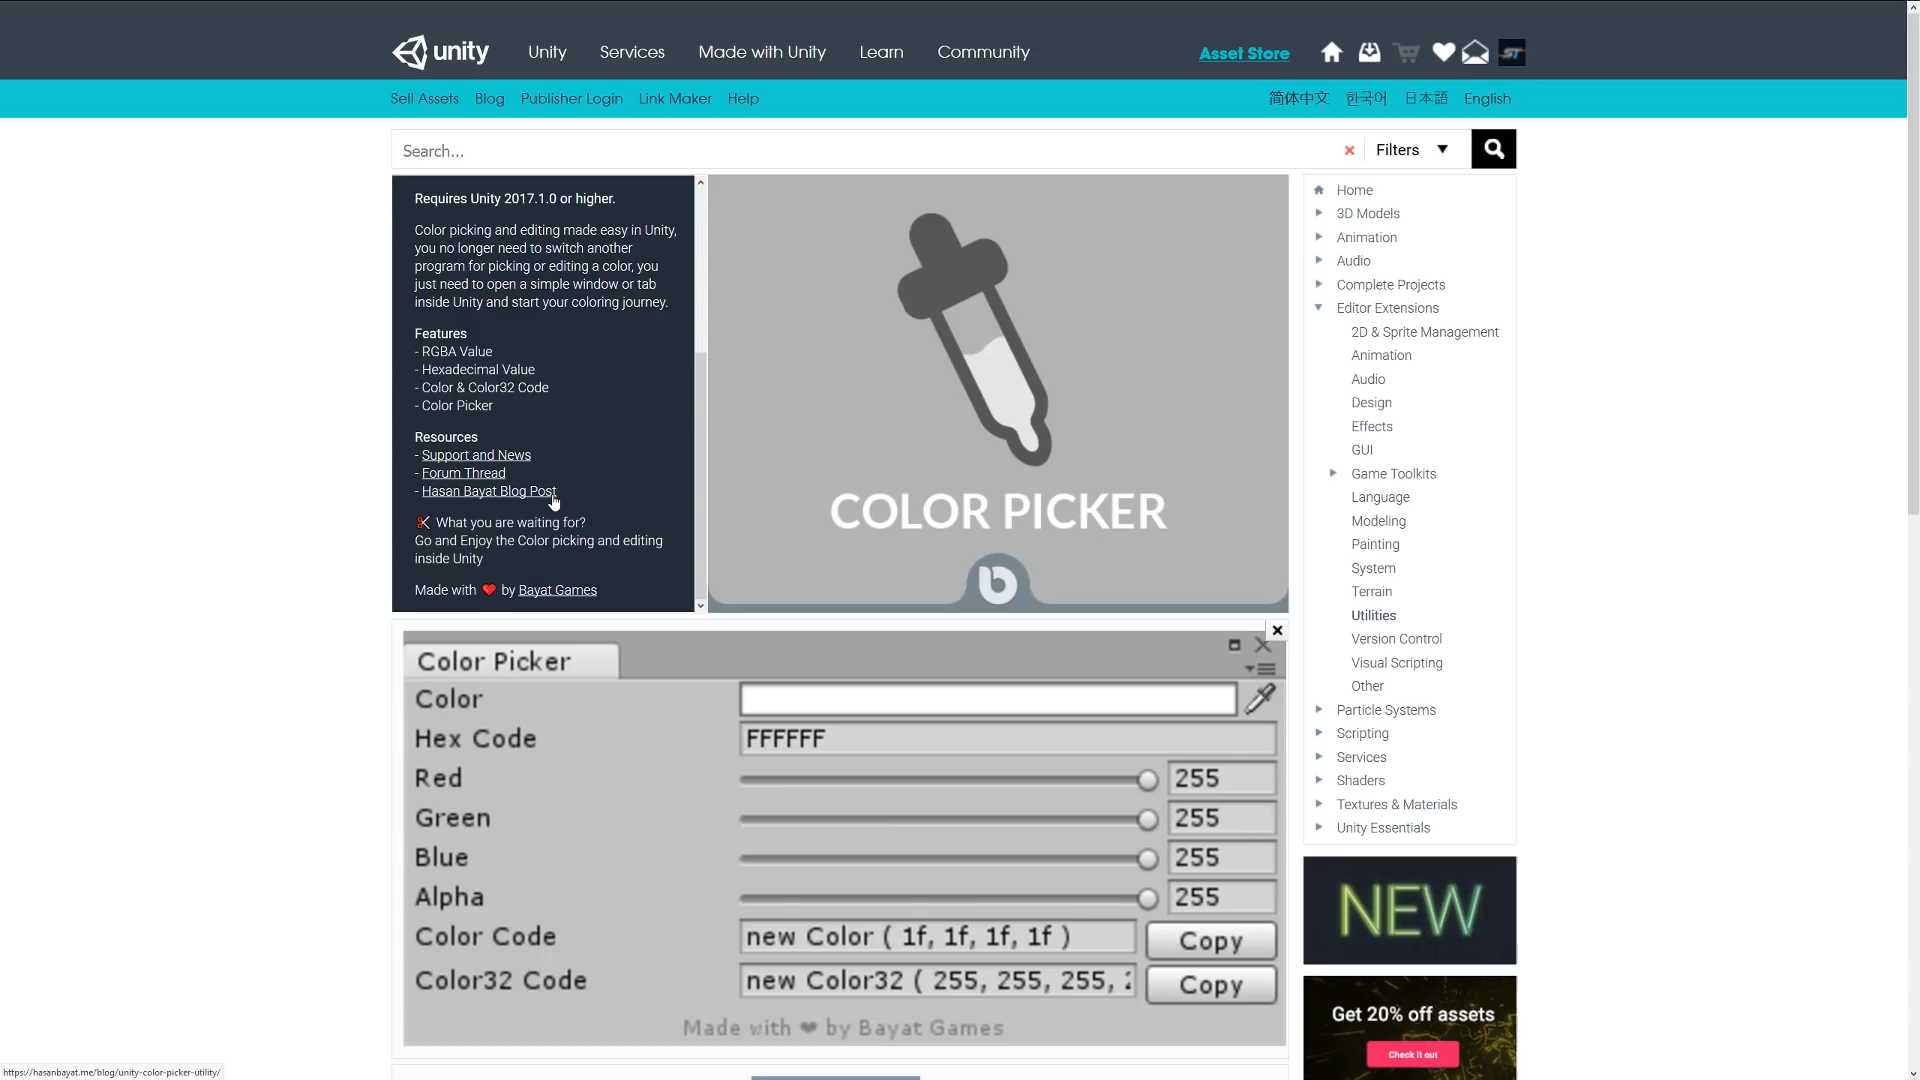 unity
Unity
Services
Made with Unity
Learn
Community
Asset Store
ST
Sell Assets
Blog
Publisher Login
Link Maker
Help
简体中文
한국어
日本語
English
Search...
Filters
Requires Unity 2017.1.0 or higher.
Color picking and editing made easy in Unity,
you no longer need to switch another
program for picking or editing a color, you
just need to open a simple window or tab
inside Unity and start your coloring journey.
Features
- RGBA Value
- Hexadecimal Value
- Color & Color32 Code
- Color Picker
Resources
- Support and News
- Forum Thread
- Hasan Bayat Blog Post
What you are waiting for?
Go and Enjoy the Color picking and editing
inside Unity
Made with ❤ by Bayat Games
COLOR PICKER
b
Color Picker
Color
Hex Code
FFFFFF
Red
255
Green
255
Blue
255
Alpha
255
Color Code
new Color ( 1f, 1f, 1f, 1f )
Copy
Color32 Code
new Color32 ( 255, 255, 255,
Copy
Made with ❤ by Bayat Games
Home
3D Models
Animation
Audio
Complete Projects
Editor Extensions
2D & Sprite Management
Animation
Audio
Design
Effects
GUI
Game Toolkits
Language
Modeling
Painting
System
Terrain
Utilities
Version Control
Visual Scripting
Other
Particle Systems
Scripting
Services
Shaders
Textures & Materials
Unity Essentials
NEW
Get 20% off assets
Check it out
https://hasanbayat.me/blog/unity-color-picker-utility/